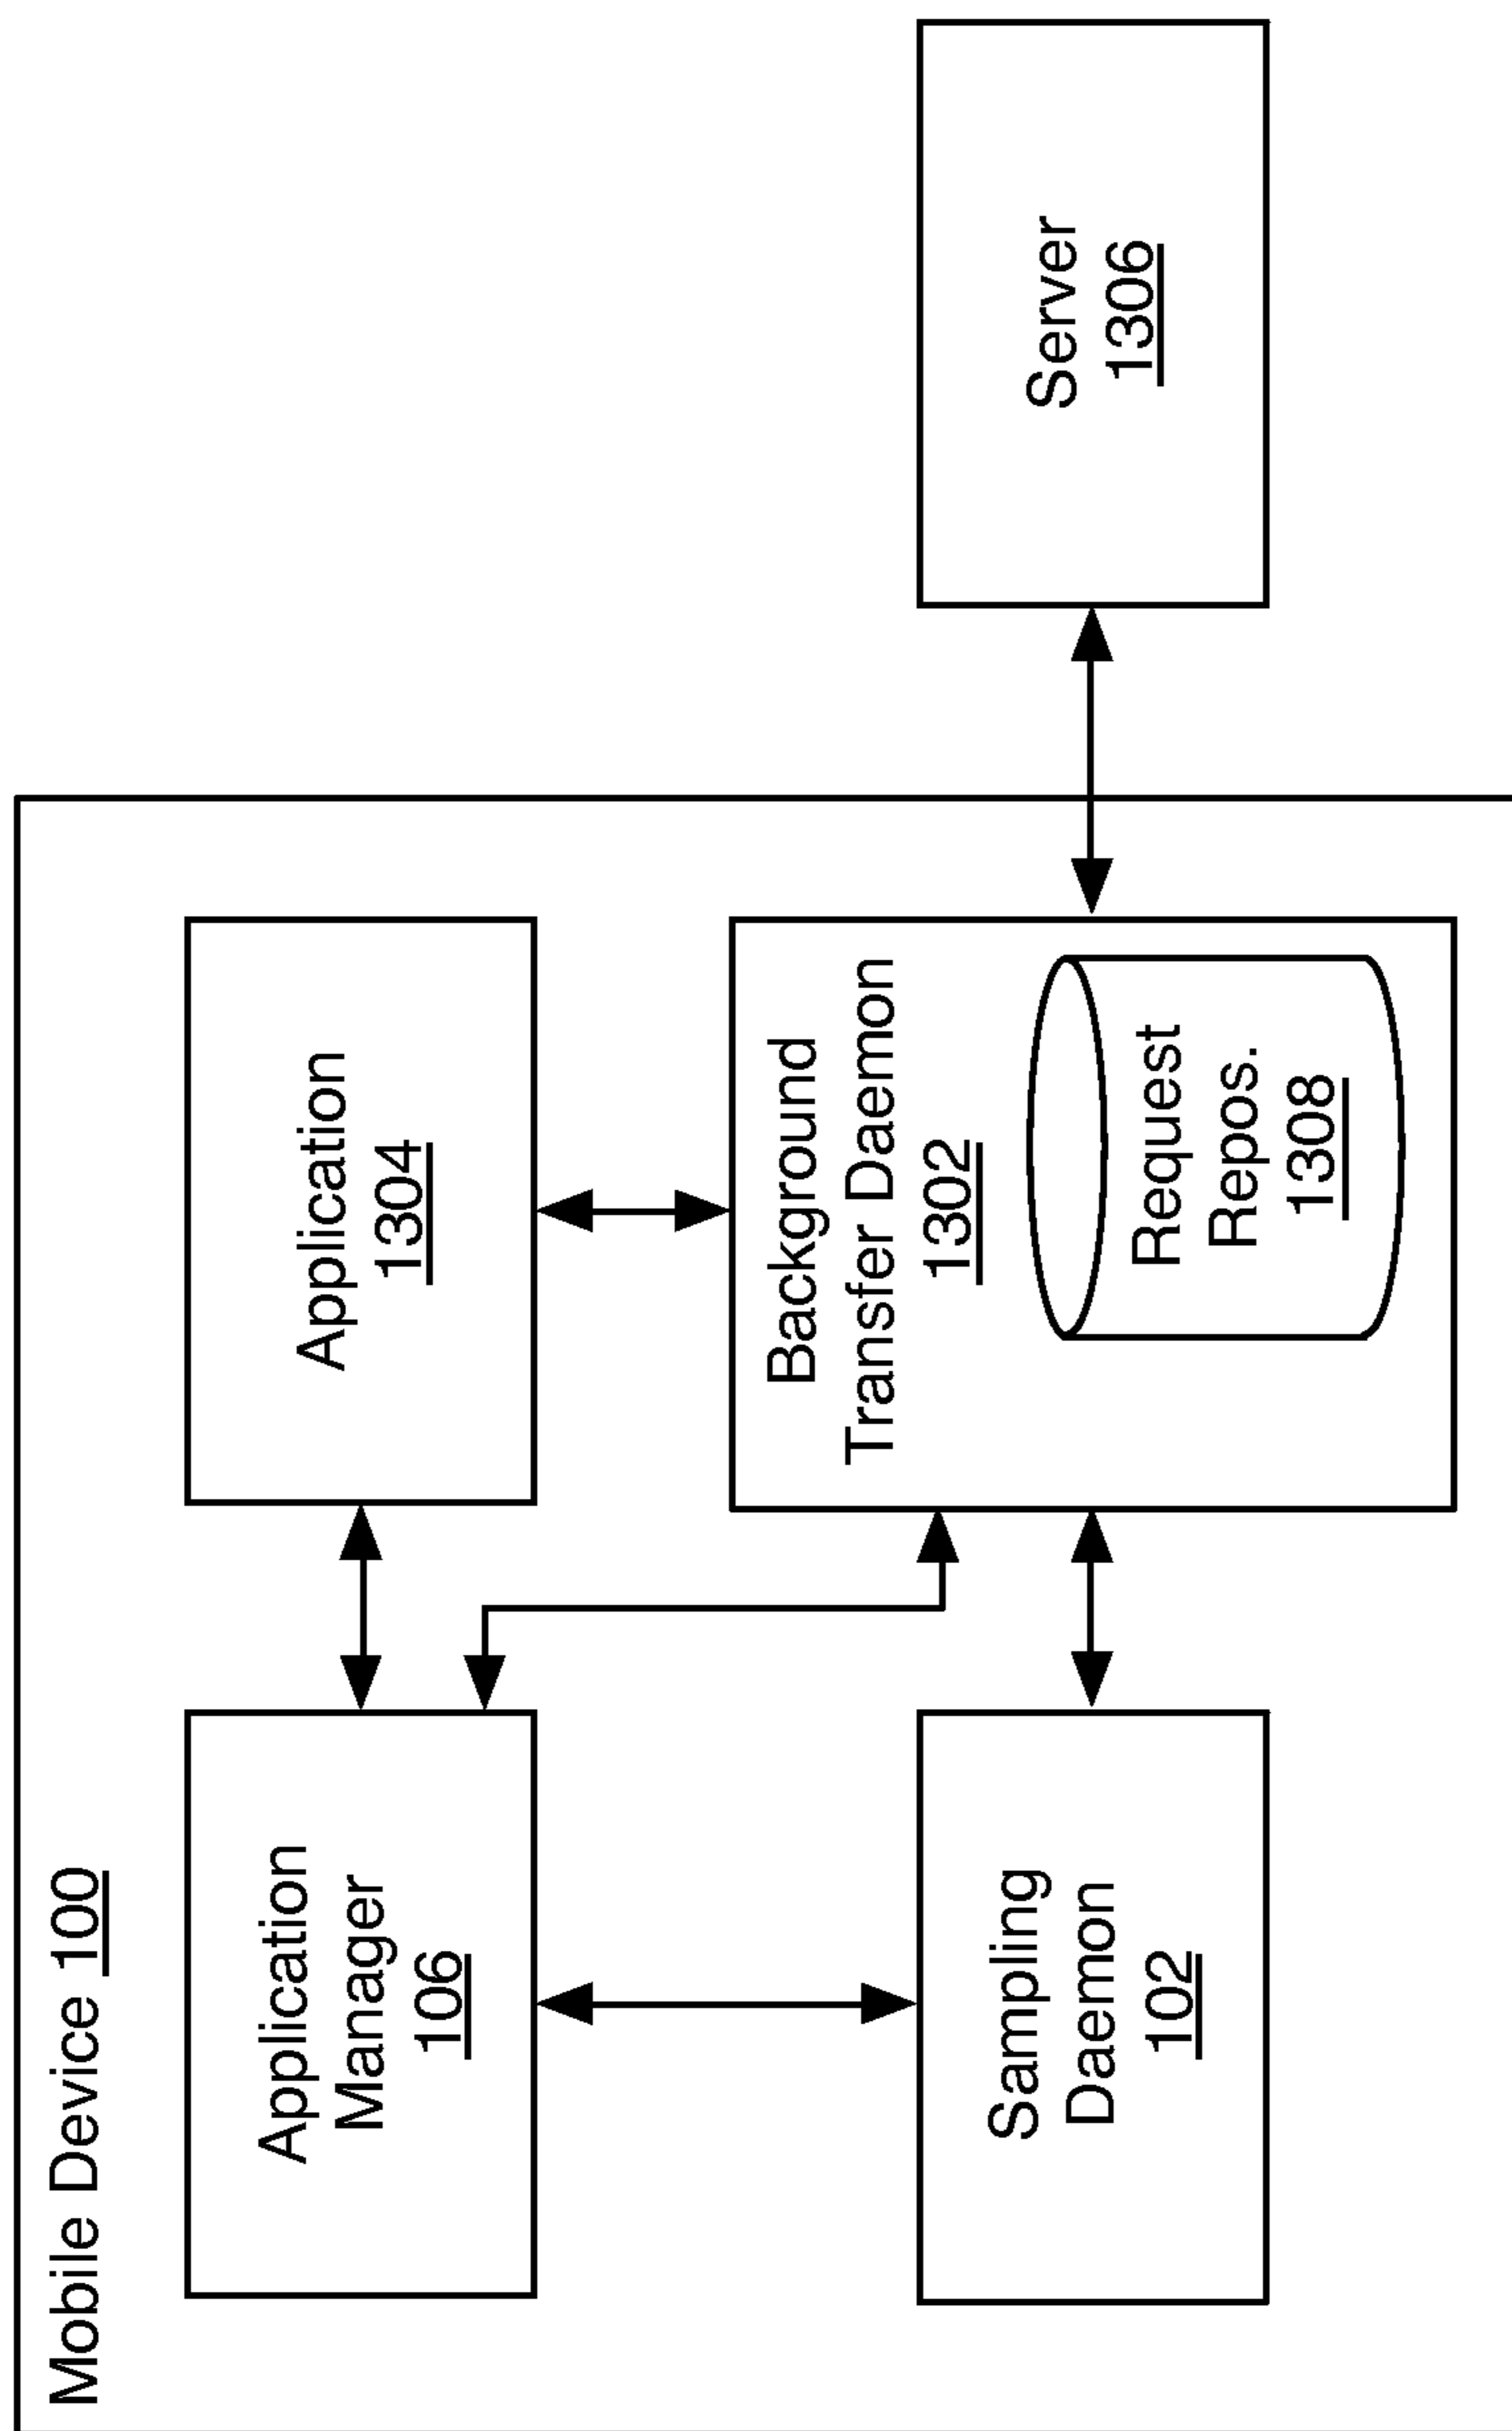 Mobile Device 100
Application
Manager
106
Application
1304
Sampling
Daemon
102
Background
Transfer Daemon
1302
Request
Repos.
1308
Server
1306